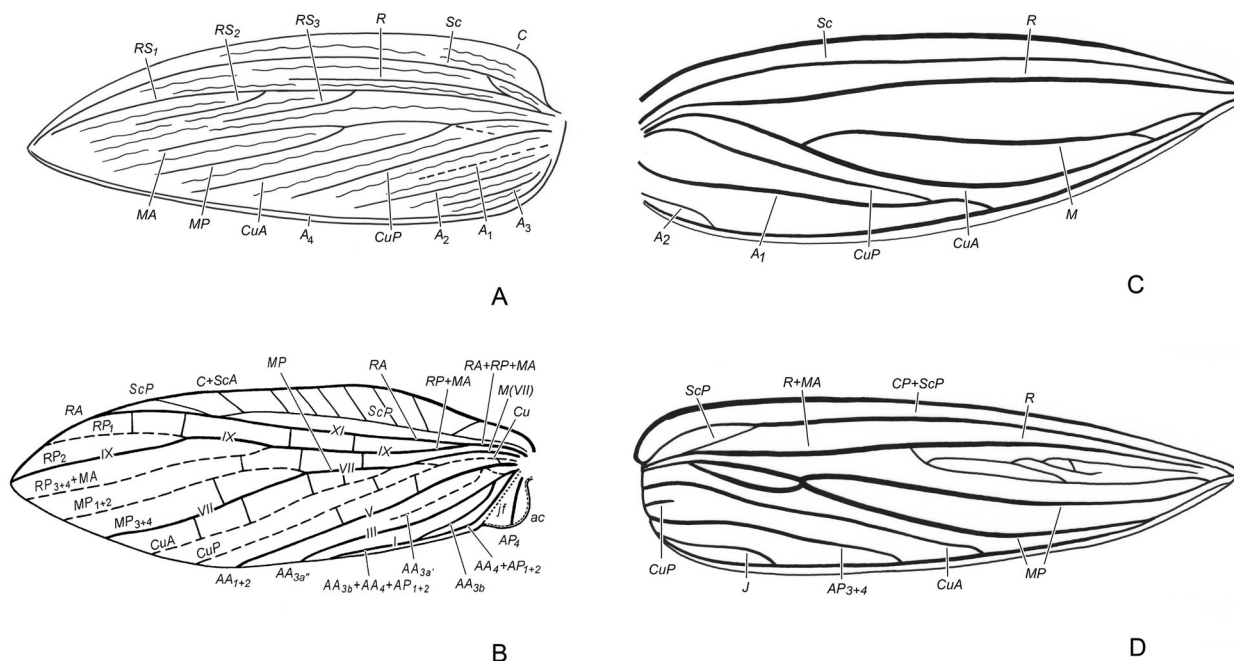 RS1 RS2 RS3 R Sc C
MA MP CuA A4 CuP A2 A1 A3
A
Sc R
A2 A1 CuP CuA M
C
ScP C+ScA MP RA RA+RP+MA
RP+MA M(VII)
Cu
RA
ScP
RP1 IX XI IX
RP2
RP3+4+MA
MP1+2 VII
MP3+4 VII
CuA V
CuP III
I jf ac
AP4
AA1+2 AA3a" AA3a'
AA3b+AA4+AP1+2
AA3b AA4+AP1+2
B
ScP R+MA CP+ScP R
CuP J AP3+4 CuA MP
D